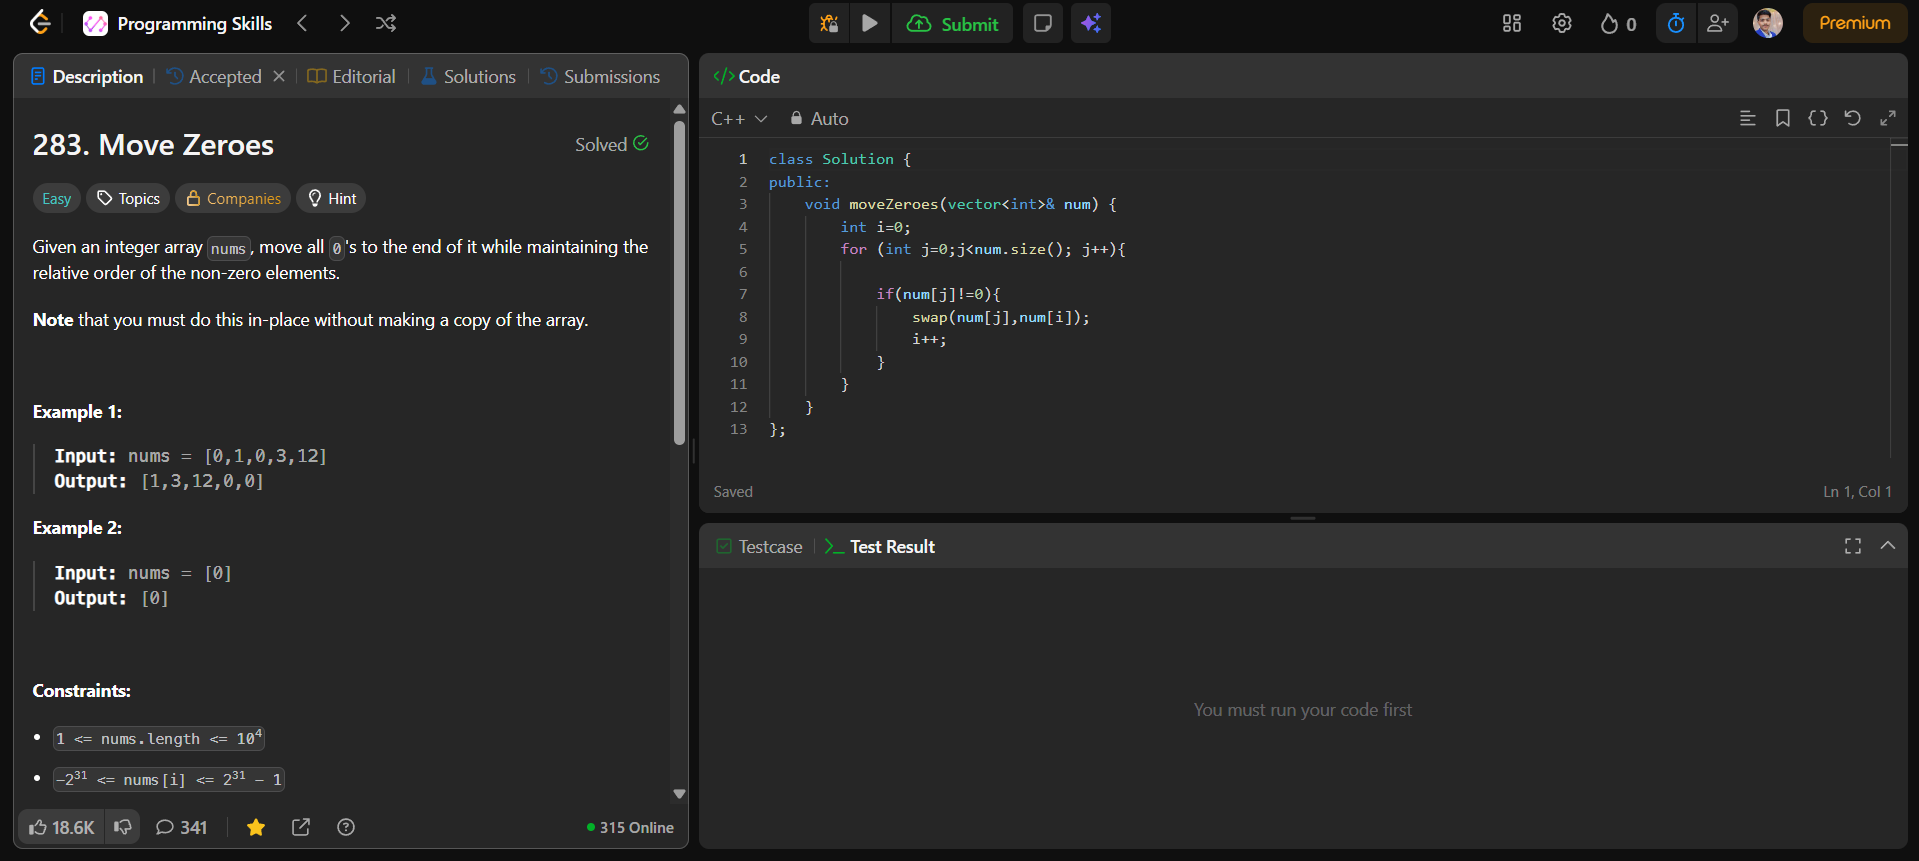 Programming Skills
Submit
0
Premium
Description
Accepted
Editorial
Solutions
Submissions
283. Move Zeroes
Solved
Easy
Topics
Companies
Hint
Given an integer array nums, move all 0's to the end of it while maintaining the
relative order of the non-zero elements.
Note that you must do this in-place without making a copy of the array.
Example 1:
Input: nums = [0,1,0,3,12]
Output: [1,3,12,0,0]
Example 2:
Input: nums = [0]
Output: [0]
Constraints:
• 1 <= nums.length <= 10⁴
• -2³¹ <= nums[i] <= 2³¹ - 1
18.6K
341
315 Online
</> Code
C++
Auto
1 class Solution {
2 public:
3 void moveZeroes(vector<int>& num) {
4 int i=0;
5 for (int j=0;j<num.size(); j++){
6
7 if(num[j]!=0){
8 swap(num[j],num[i]);
9 i++;
10 }
11 }
12 }
13 };
Saved
Ln 1, Col 1
Testcase
Test Result
You must run your code first